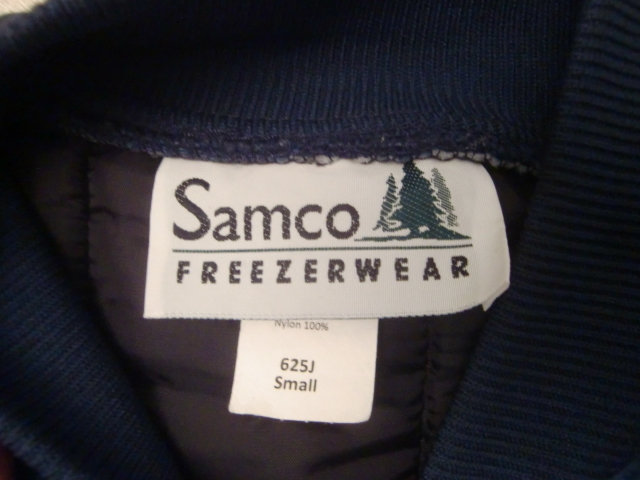 Samco
FREEZERWEAR
Nylon 100%
625J
Small